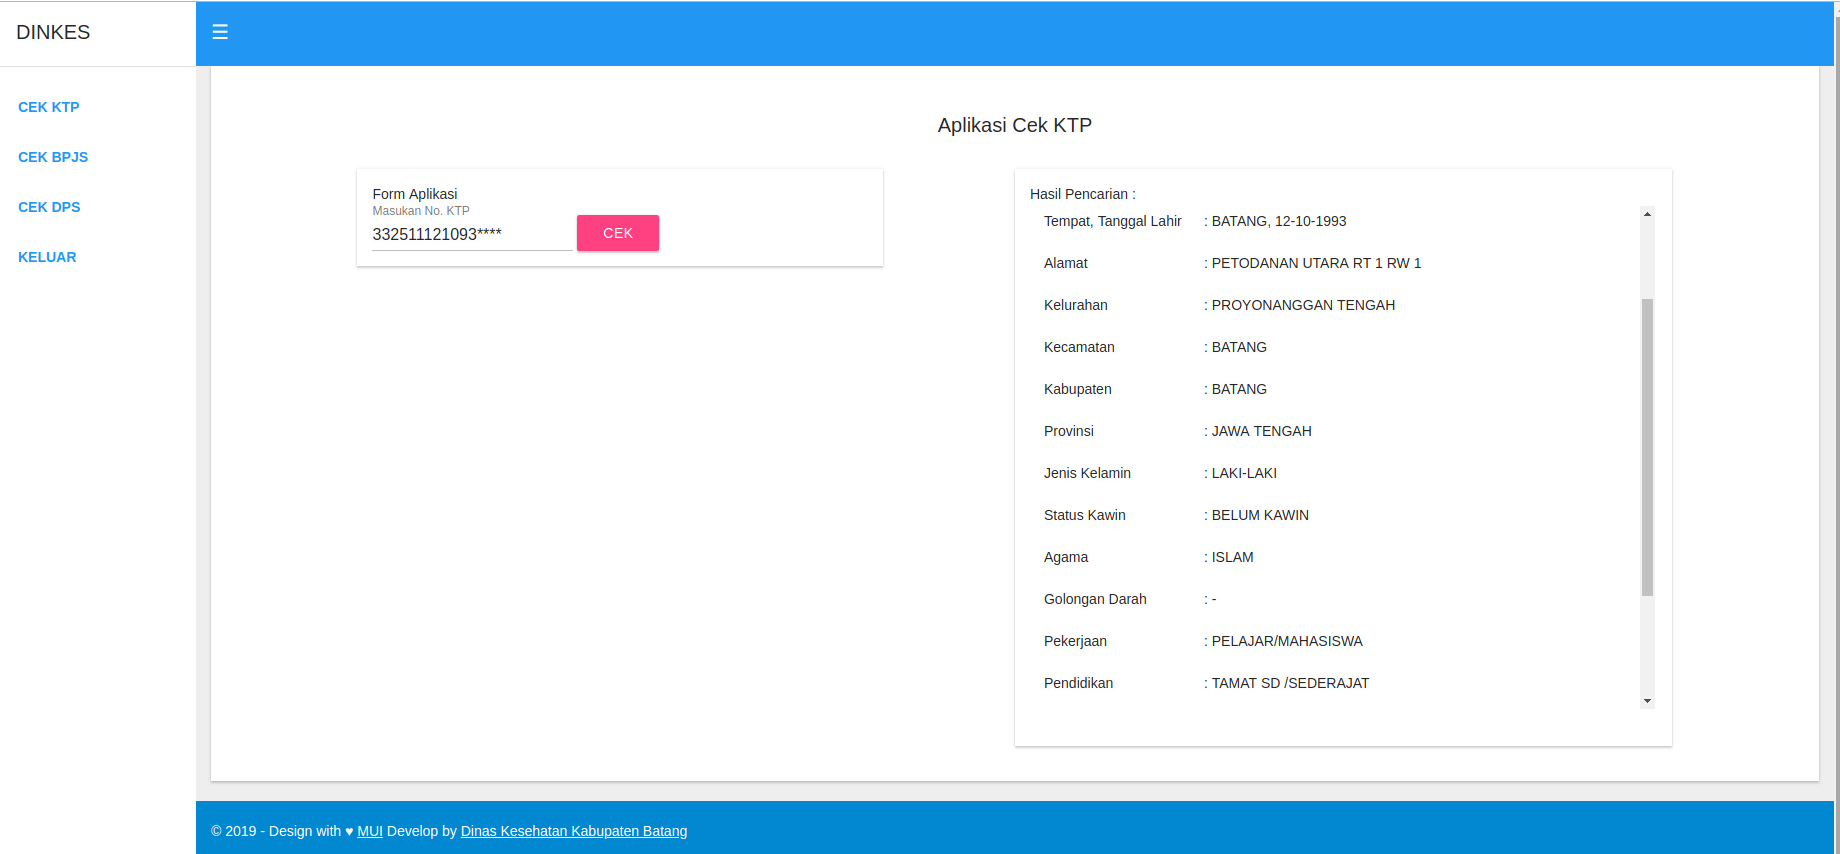 DINKES
☰
CEK KTP
CEK BPJS
CEK DPS
KELUAR
Aplikasi Cek KTP
Form Aplikasi
Masukan No. KTP
332511121093****
CEK
Hasil Pencarian :
Tempat, Tanggal Lahir : BATANG, 12-10-1993
Alamat : PETODANAN UTARA RT 1 RW 1
Kelurahan : PROYONANGGAN TENGAH
Kecamatan : BATANG
Kabupaten : BATANG
Provinsi : JAWA TENGAH
Jenis Kelamin : LAKI-LAKI
Status Kawin : BELUM KAWIN
Agama : ISLAM
Golongan Darah : -
Pekerjaan : PELAJAR/MAHASISWA
Pendidikan : TAMAT SD /SEDERAJAT
© 2019 - Design with ♥ MUI Develop by Dinas Kesehatan Kabupaten Batang